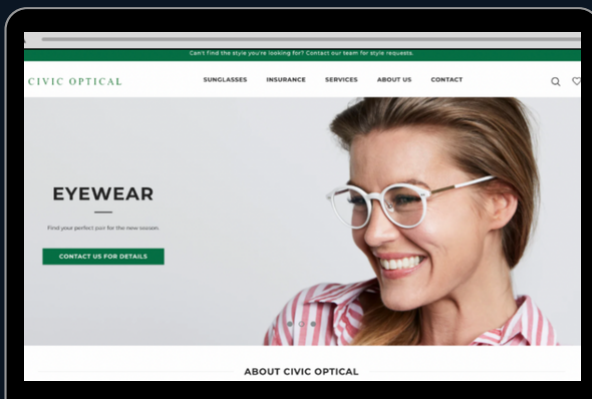 Can't find the style you're looking for? Contact our team for style requests.
CIVIC OPTICAL
SUNGLASSES INSURANCE SERVICES ABOUT US CONTACT
EYEWEAR
Find your perfect pair for the new season.
CONTACT US FOR DETAILS
ABOUT CIVIC OPTICAL